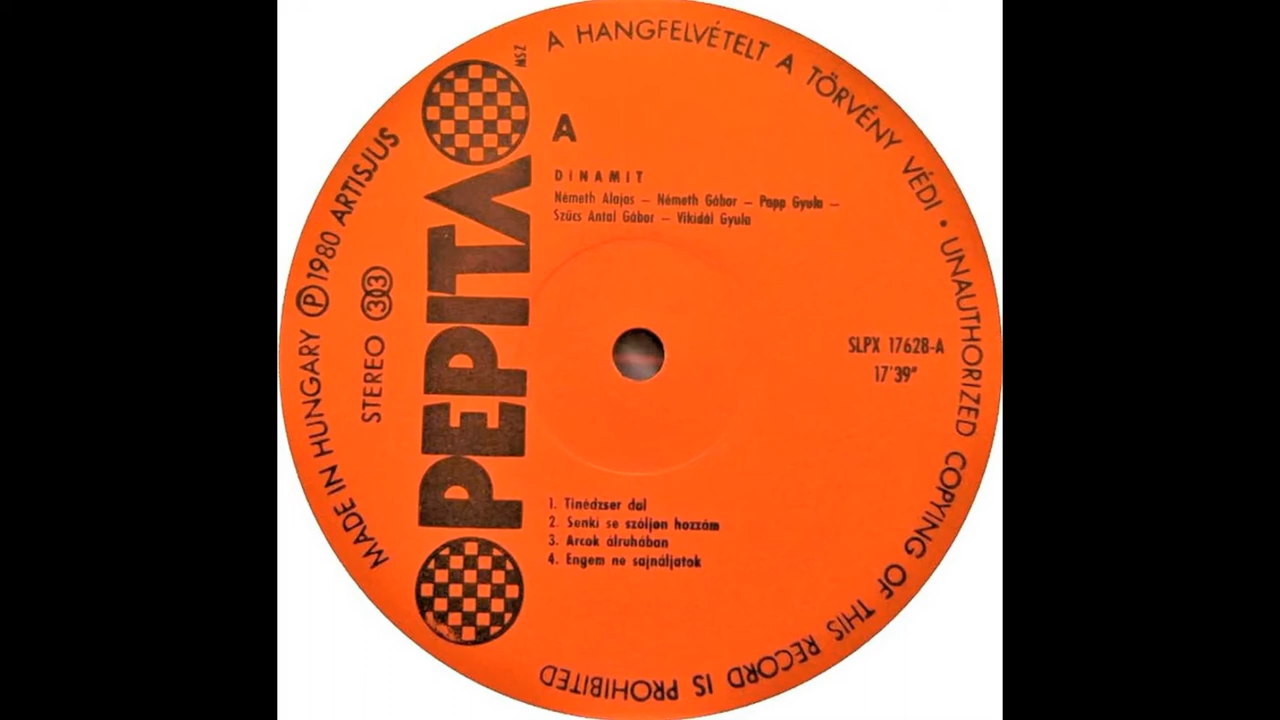 A HANGFELVÉTELT A TÖRVÉNY VÉDI • UNAUTHORIZED COPYING OF THIS RECORD IS PROHIBITED
MADE IN HUNGARY Ⓟ 1980 ARTISJUS
STEREO 33
PEPITA
MSZ
A
DINAMIT
Németh Alajos – Németh Gábor – Papp Gyula –
Szűcs Antal Gábor – Vikidál Gyula
SLPX 17628-A
17'39"
1. Tinédzser dal
2. Senki se szóljon hozzám
3. Arcok álruhában
4. Engem ne sajnáljatok